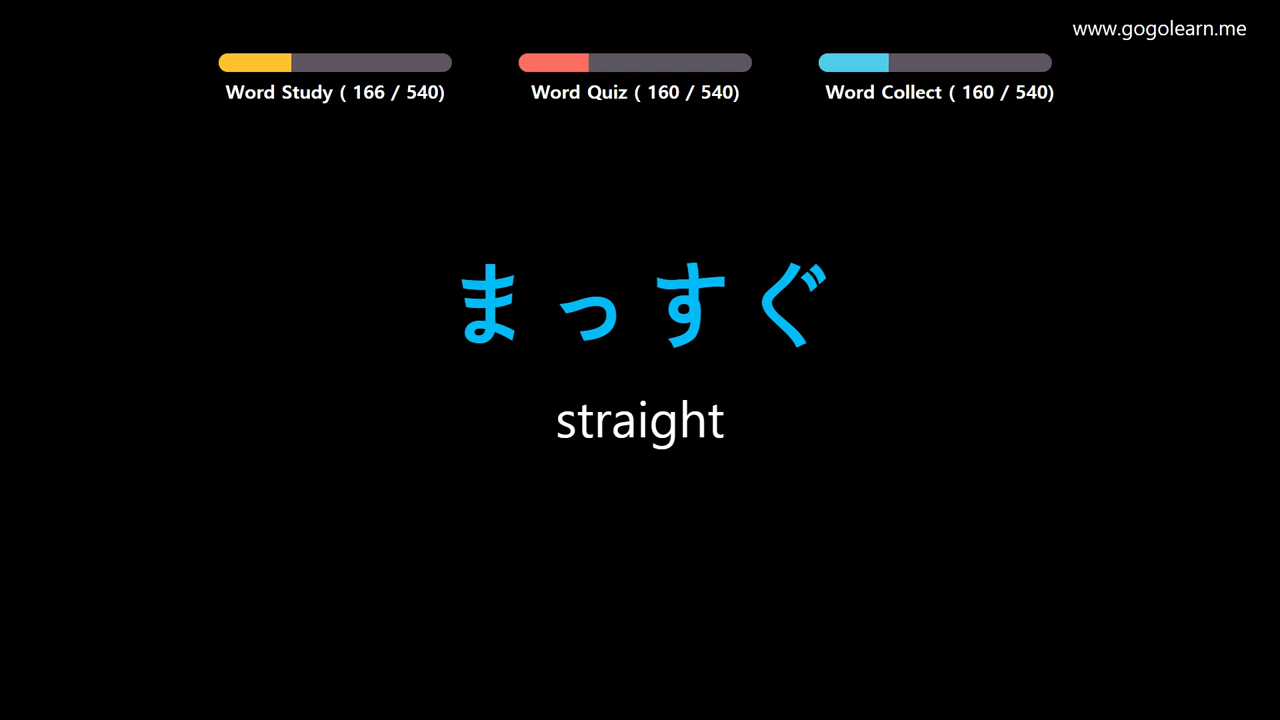 www.gogolearn.me
Word Study ( 166 / 540)
Word Quiz ( 160 / 540)
Word Collect ( 160 / 540)
まっすぐ
straight